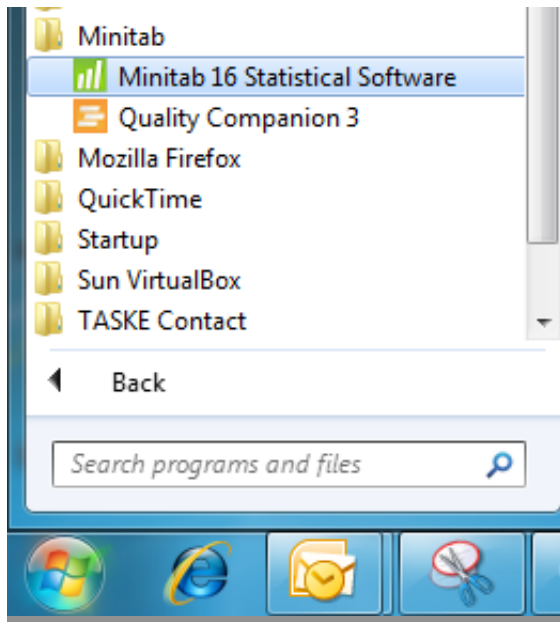 Minitab
Minitab 16 Statistical Software
Quality Companion 3
Mozilla Firefox
QuickTime
Startup
Sun VirtualBox
TASKE Contact
Back
Search programs and files